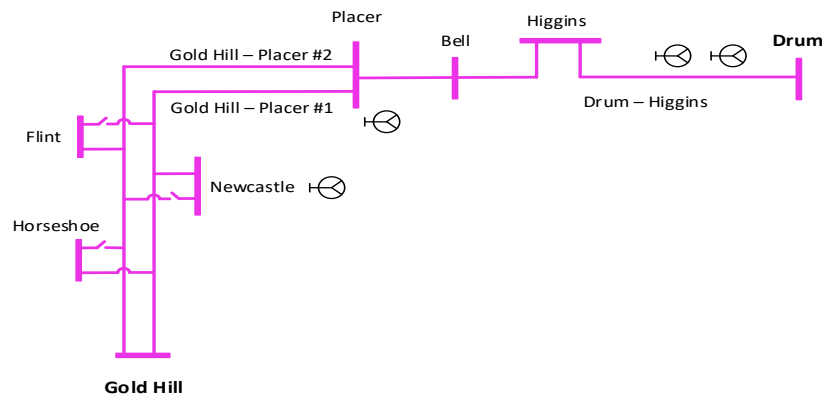 Placer
Higgins
Bell
Drum
Gold Hill – Placer #2
Gold Hill – Placer #1
Drum – Higgins
Flint
Newcastle
Horseshoe
Gold Hill